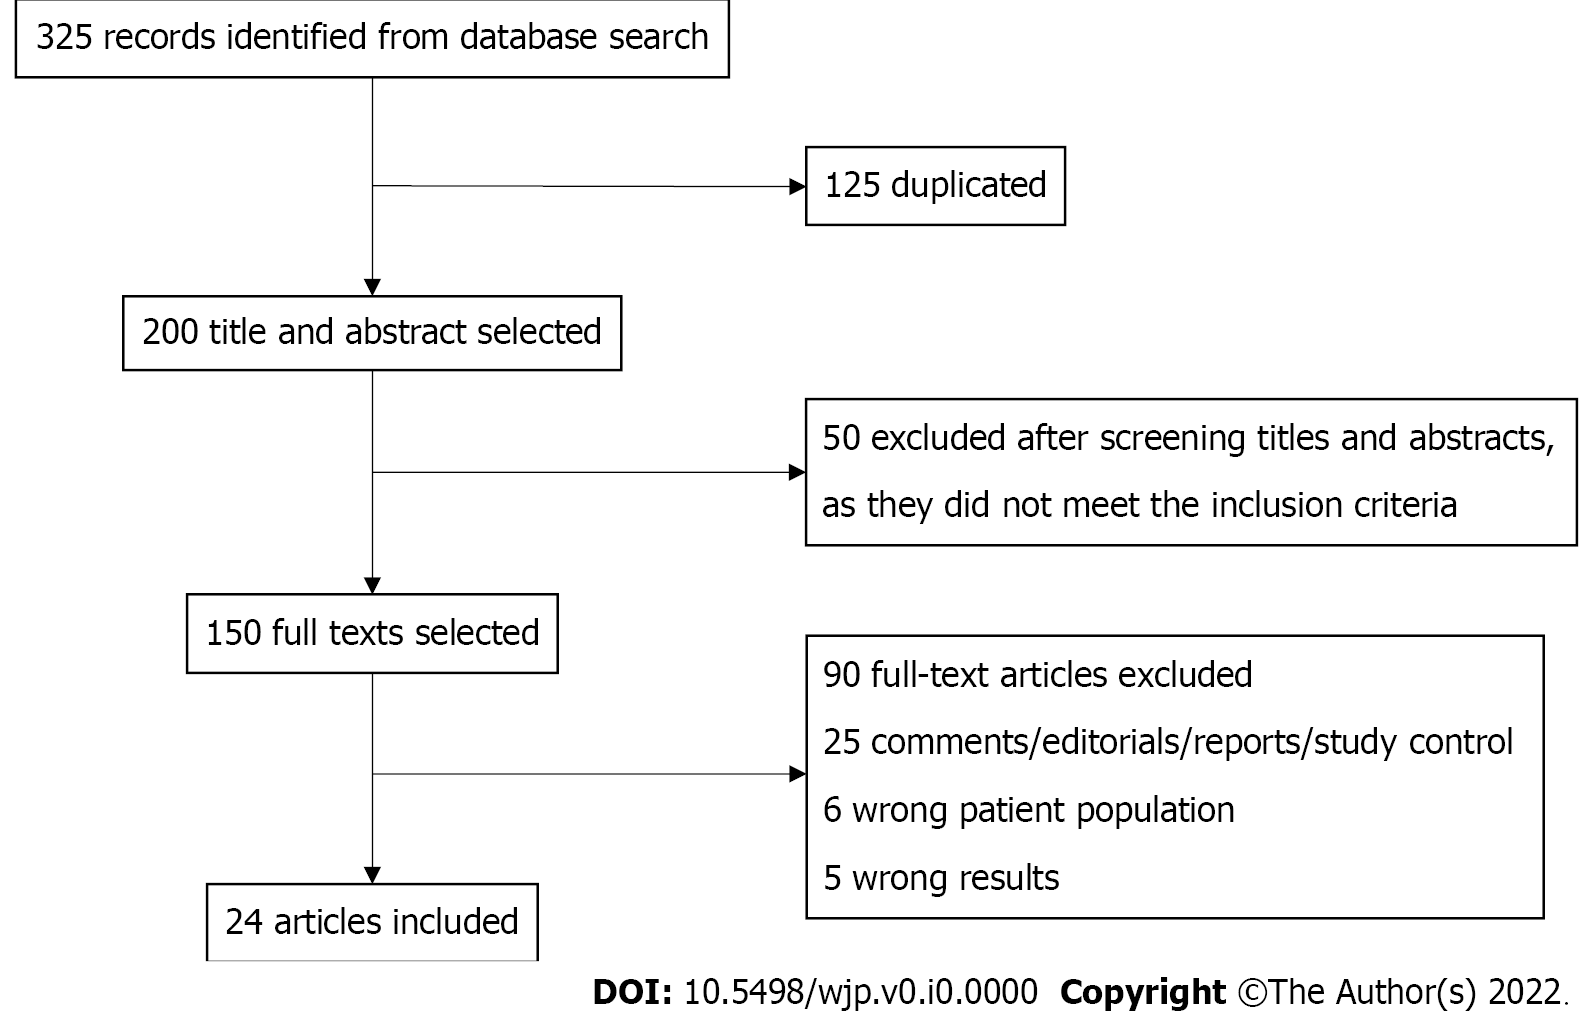 325 records identified from database search
125 duplicated
200 title and abstract selected
50 excluded after screening titles and abstracts,
as they did not meet the inclusion criteria
150 full texts selected
90 full-text articles excluded
25 comments/editorials/reports/study control
6 wrong patient population
5 wrong results
24 articles included
DOI: 10.5498/wjp.v0.i0.0000 Copyright ©The Author(s) 2022.